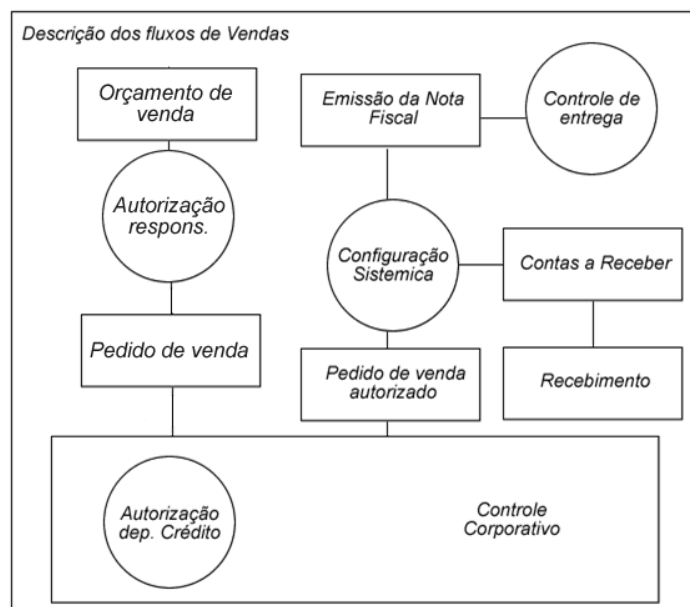 Descrição dos fluxos de Vendas
Orçamento de
venda
Autorização
respons.
Pedido de venda
Emissão da Nota
Fiscal
Controle de
entrega
Configuração
Sistemica
Contas a Receber
Pedido de venda
autorizado
Recebimento
Autorização
dep. Crédito
Controle
Corporativo